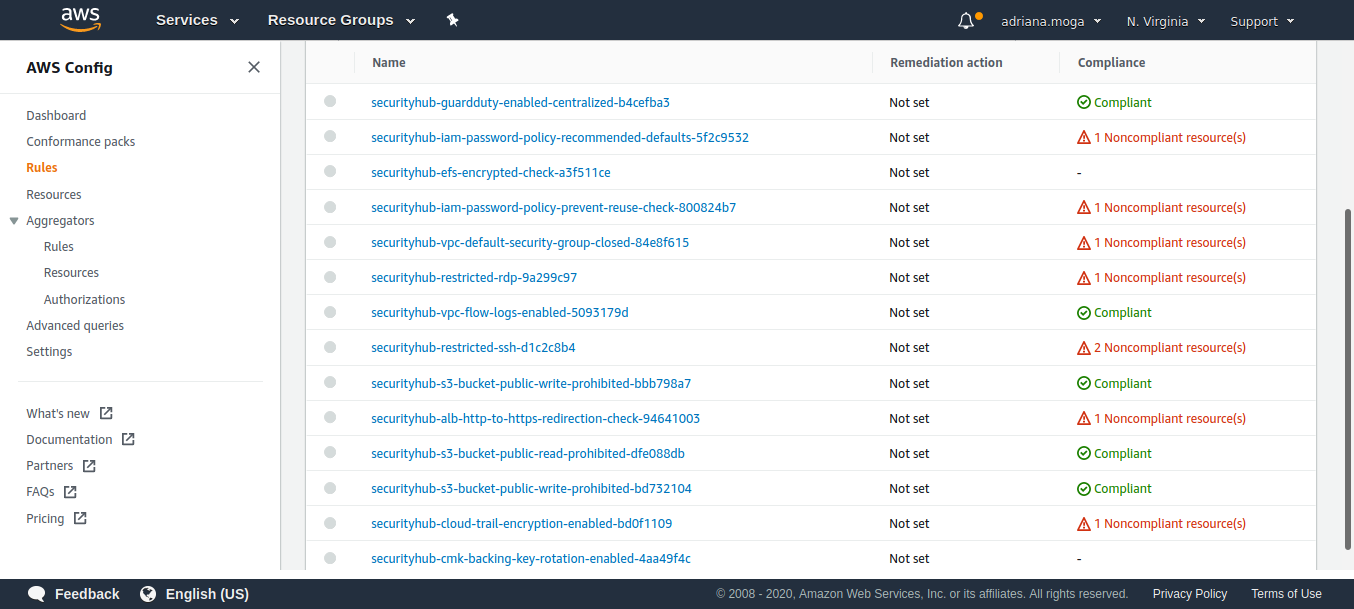 aws Services Resource Groups adriana.moga N. Virginia Support
AWS Config
Dashboard
Conformance packs
Rules
Resources
Aggregators
Rules
Resources
Authorizations
Advanced queries
Settings
What's new
Documentation
Partners
FAQs
Pricing
Name Remediation action Compliance
securityhub-guardduty-enabled-centralized-b4cefba3 Not set Compliant
securityhub-iam-password-policy-recommended-defaults-5f2c9532 Not set 1 Noncompliant resource(s)
securityhub-efs-encrypted-check-a3f511ce Not set -
securityhub-iam-password-policy-prevent-reuse-check-800824b7 Not set 1 Noncompliant resource(s)
securityhub-vpc-default-security-group-closed-84e8f615 Not set 1 Noncompliant resource(s)
securityhub-restricted-rdp-9a299c97 Not set 1 Noncompliant resource(s)
securityhub-vpc-flow-logs-enabled-5093179d Not set Compliant
securityhub-restricted-ssh-d1c2c8b4 Not set 2 Noncompliant resource(s)
securityhub-s3-bucket-public-write-prohibited-bbb798a7 Not set Compliant
securityhub-alb-http-to-https-redirection-check-94641003 Not set 1 Noncompliant resource(s)
securityhub-s3-bucket-public-read-prohibited-dfe088db Not set Compliant
securityhub-s3-bucket-public-write-prohibited-bd732104 Not set Compliant
securityhub-cloud-trail-encryption-enabled-bd0f1109 Not set 1 Noncompliant resource(s)
securityhub-cmk-backing-key-rotation-enabled-4aa49f4c Not set -
Feedback English (US) © 2008 - 2020, Amazon Web Services, Inc. or its affiliates. All rights reserved. Privacy Policy Terms of Use